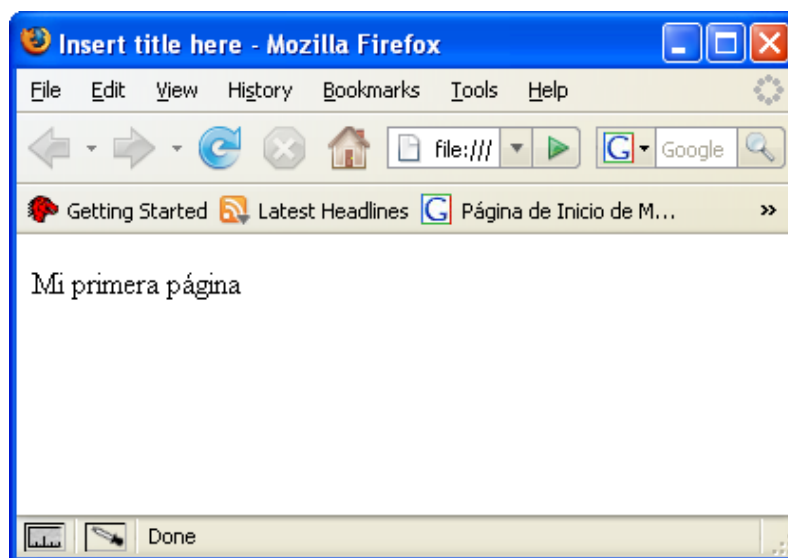 Insert title here - Mozilla Firefox
File Edit View History Bookmarks Tools Help
file:/// G Google
Getting Started Latest Headlines G Página de Inicio de M... »
Mi primera página
Done